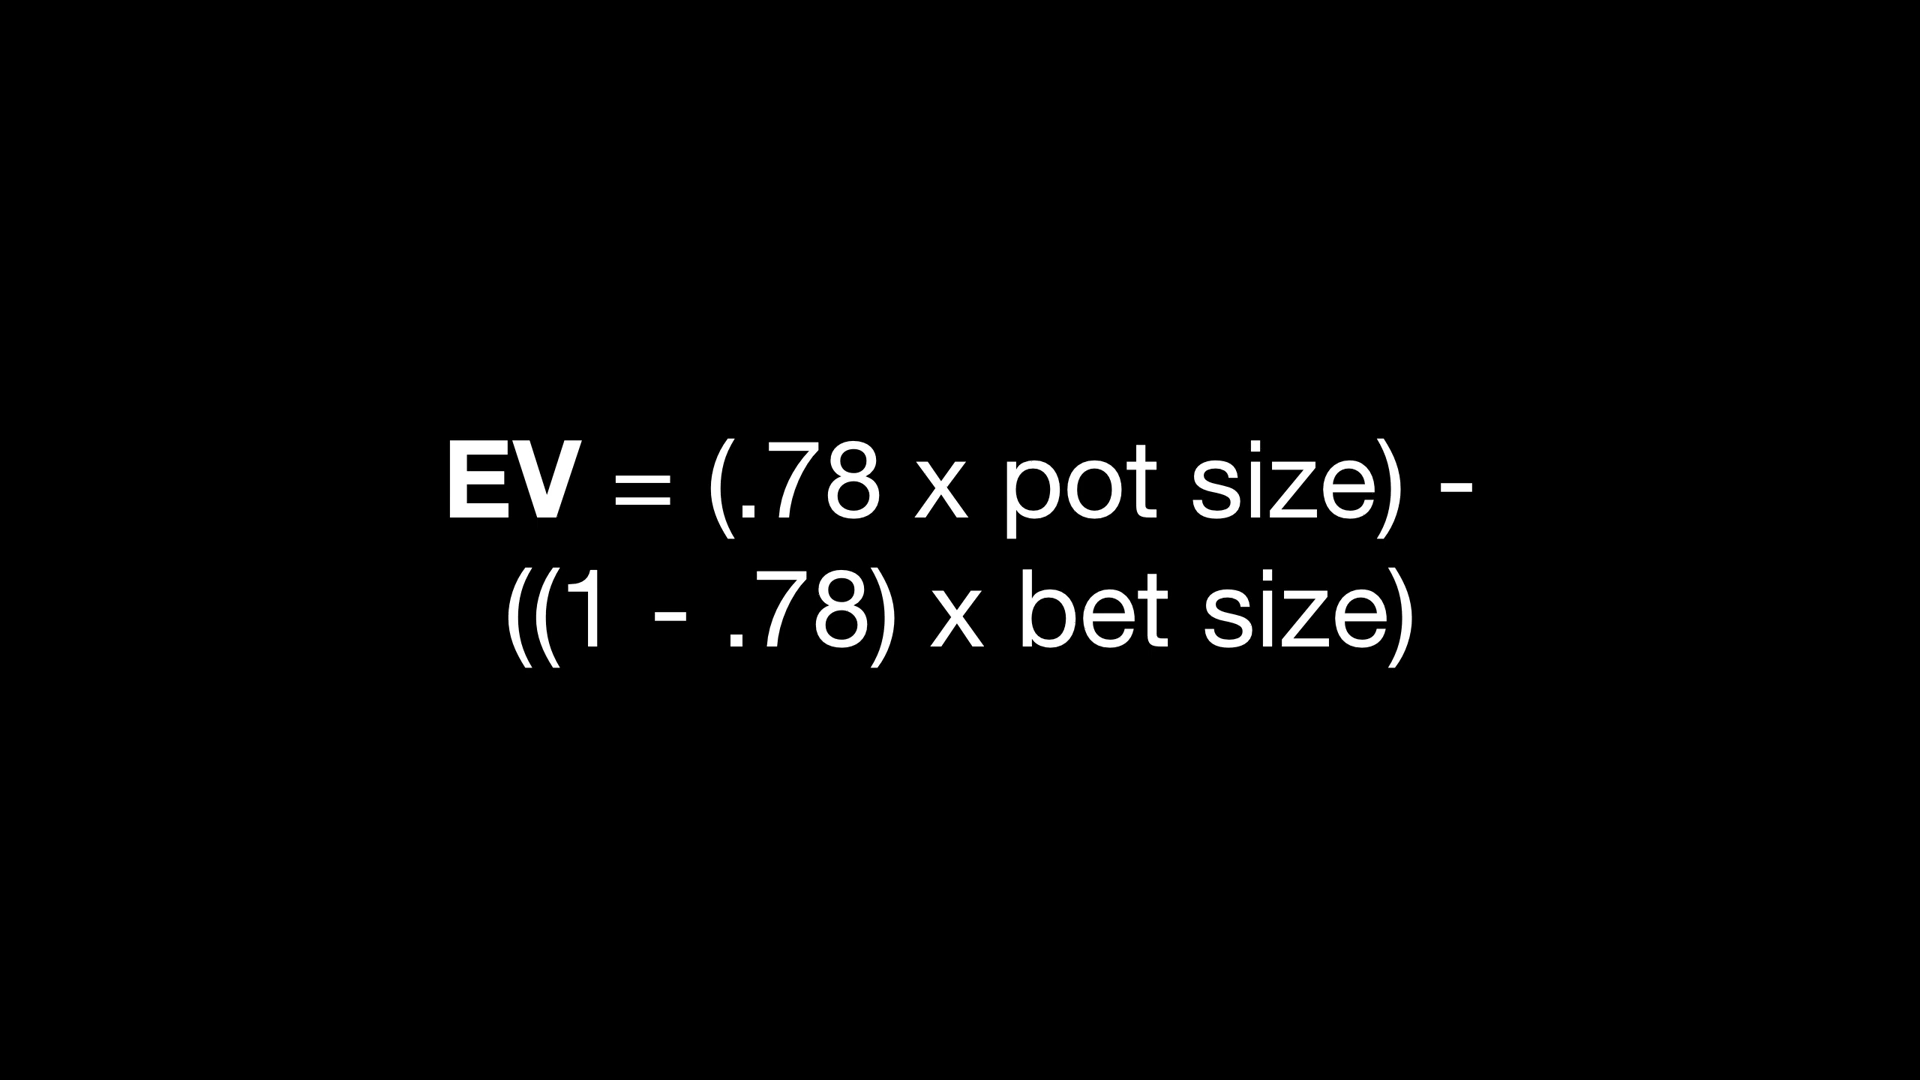 EV = (.78 x pot size) -
((1 - .78) x bet size)